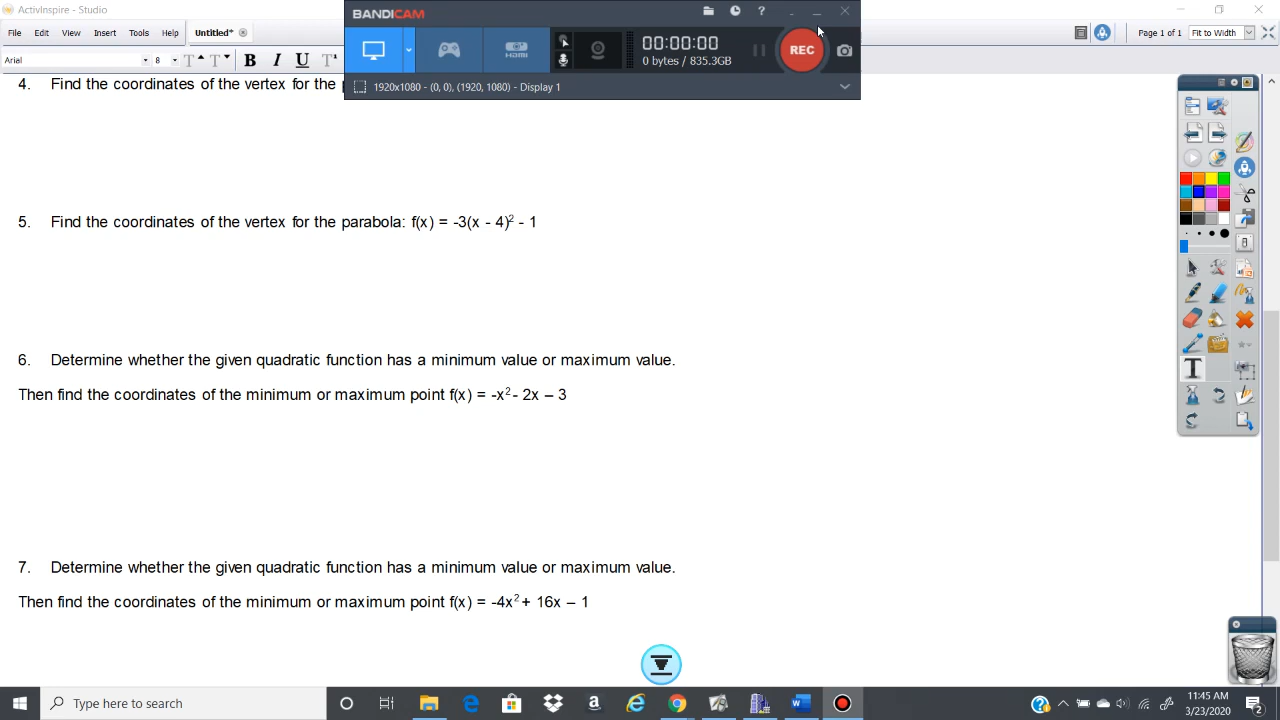 ActivInspire - Studio
BANDICAM
File Edit View Insert Tools Help Untitled*
00:00:00
0 bytes / 835.3GB
REC
HDMI
Page 1 of 1 Fit to Width
Arial 8 B I U
1920x1080 - (0, 0), (1920, 1080) - Display 1
4. Find the coordinates of the vertex for the
5. Find the coordinates of the vertex for the parabola: f(x) = -3(x - 4)² - 1
6. Determine whether the given quadratic function has a minimum value or maximum value.
Then find the coordinates of the minimum or maximum point f(x) = -x² - 2x – 3
7. Determine whether the given quadratic function has a minimum value or maximum value.
Then find the coordinates of the minimum or maximum point f(x) = -4x² + 16x – 1
Type here to search
11:45 AM
3/23/2020
2